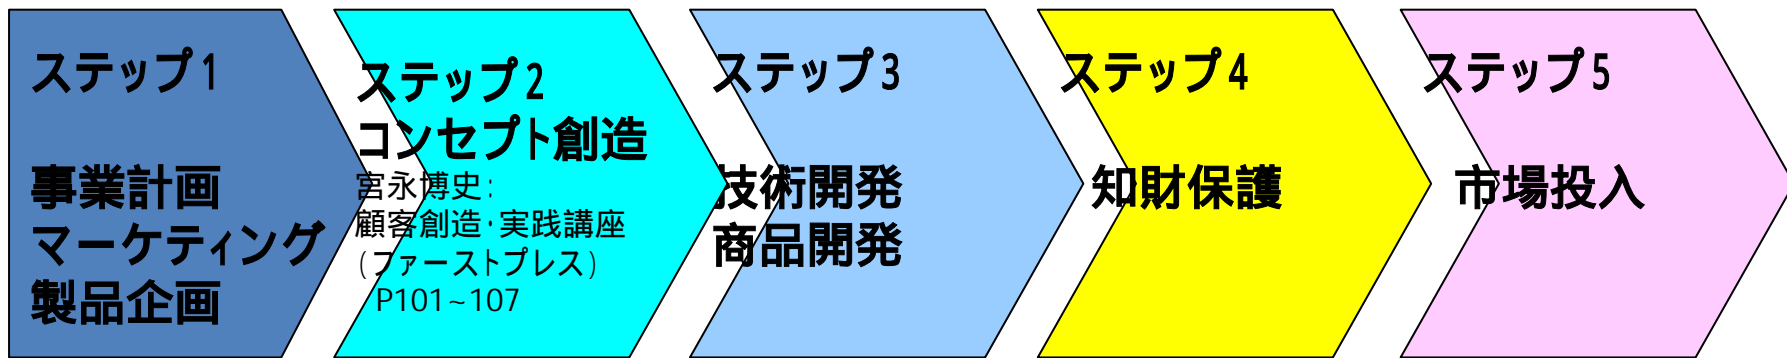 ステップ1
事業計画
マーケティング
製品企画
ステップ2
コンセプト創造
宮永博史:
顧客創造・実践講座
(ファーストプレス)
P101~107
ステップ3
技術開発
商品開発
ステップ4
知財保護
ステップ5
市場投入